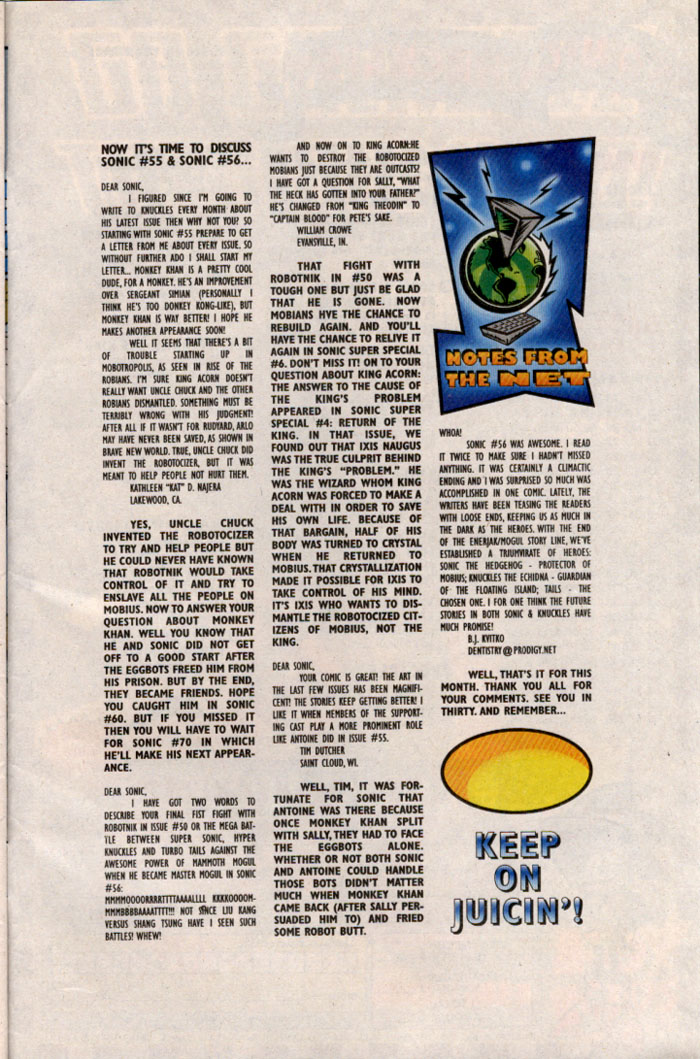 NOW IT'S TIME TO DISCUSS
SONIC #55 & SONIC #56...
DEAR SONIC,
I FIGURED SINCE I'M GOING TO
WRITE TO KNUCKLES EVERY MONTH ABOUT
HIS LATEST ISSUE THEN WHY NOT YOU? SO
STARTING WITH SONIC #55 PREPARE TO GET
A LETTER FROM ME ABOUT EVERY ISSUE. SO
WITHOUT FURTHER ADO I SHALL START MY
LETTER... MONKEY KHAN IS A PRETTY COOL
DUDE, FOR A MONKEY. HE'S AN IMPROVEMENT
OVER SERGEANT SIMIAN (PERSONALLY I
THINK HE'S TOO DONKEY KONG-LIKE), BUT
MONKEY KHAN IS WAY BETTER! I HOPE HE
MAKES ANOTHER APPEARANCE SOON!
WELL IT SEEMS THAT THERE'S A BIT
OF TROUBLE STARTING UP IN
MOBOTROPOLIS, AS SEEN IN RISE OF THE
ROBIANS. I'M SURE KING ACORN DOESN'T
REALLY WANT UNCLE CHUCK AND THE OTHER
ROBIANS DISMANTLED. SOMETHING MUST BE
TERRIBLY WRONG WITH HIS JUDGMENT!
AFTER ALL IF IT WASN'T FOR RUDYARD, ARLO
MAY HAVE NEVER BEEN SAVED, AS SHOWN IN
BRAVE NEW WORLD. TRUE, UNCLE CHUCK DID
INVENT THE ROBOTOCIZER, BUT IT WAS
MEANT TO HELP PEOPLE NOT HURT THEM.
KATHLEEN "KAT" D. NAJERA
LAKEWOOD, CA.
YES, UNCLE CHUCK
INVENTED THE ROBOTOCIZER
TO TRY AND HELP PEOPLE BUT
HE COULD NEVER HAVE KNOWN
THAT ROBOTNIK WOULD TAKE
CONTROL OF IT AND TRY TO
ENSLAVE ALL THE PEOPLE ON
MOBIUS. NOW TO ANSWER YOUR
QUESTION ABOUT MONKEY
KHAN. WELL YOU KNOW THAT
HE AND SONIC DID NOT GET
OFF TO A GOOD START AFTER
THE EGGBOTS FREED HIM FROM
HIS PRISON. BUT BY THE END,
THEY BECAME FRIENDS. HOPE
YOU CAUGHT HIM IN SONIC
#60. BUT IF YOU MISSED IT
THEN YOU WILL HAVE TO WAIT
FOR SONIC #70 IN WHICH
HE'LL MAKE HIS NEXT APPEAR-
ANCE.
DEAR SONIC,
I HAVE GOT TWO WORDS TO
DESCRIBE YOUR FINAL FIST FIGHT WITH
ROBOTNIK IN ISSUE #50 OR THE MEGA BAT-
TLE BETWEEN SUPER SONIC, HYPER
KNUCKLES AND TURBO TAILS AGAINST THE
AWESOME POWER OF MAMMOTH MOGUL
WHEN HE BECAME MASTER MOGUL IN SONIC
#56:
MMMMOOOORRRRTTTTAAAALLLL KKKKOOOOM-
MMMBBBBAAAATTTT!!! NOT SINCE LIU KANG
VERSUS SHANG TSUNG HAVE I SEEN SUCH
BATTLES! WHEW!
AND NOW ON TO KING ACORN:HE
WANTS TO DESTROY THE ROBOTOCIZED
MOBIANS JUST BECAUSE THEY ARE OUTCASTS?
I HAVE GOT A QUESTION FOR SALLY, "WHAT
THE HECK HAS GOTTEN INTO YOUR FATHER?"
HE'S CHANGED FROM "KING THEODIN" TO
"CAPTAIN BLOOD" FOR PETE'S SAKE.
WILLIAM CROWE
EVANSVILLE, IN.
THAT FIGHT WITH
ROBOTNIK IN #50 WAS A
TOUGH ONE BUT JUST BE GLAD
THAT HE IS GONE. NOW
MOBIANS HVE THE CHANCE TO
REBUILD AGAIN. AND YOU'LL
HAVE THE CHANCE TO RELIVE IT
AGAIN IN SONIC SUPER SPECIAL
#6. DON'T MISS IT! ON TO YOUR
QUESTION ABOUT KING ACORN:
THE ANSWER TO THE CAUSE OF
THE KING'S PROBLEM
APPEARED IN SONIC SUPER
SPECIAL #4: RETURN OF THE
KING. IN THAT ISSUE, WE
FOUND OUT THAT IXIS NAUGUS
WAS THE TRUE CULPRIT BEHIND
THE KING'S "PROBLEM." HE
WAS THE WIZARD WHOM KING
ACORN WAS FORCED TO MAKE A
DEAL WITH IN ORDER TO SAVE
HIS OWN LIFE. BECAUSE OF
THAT BARGAIN, HALF OF HIS
BODY WAS TURNED TO CRYSTAL
WHEN HE RETURNED TO
MOBIUS. THAT CRYSTALLIZATION
MADE IT POSSIBLE FOR IXIS TO
TAKE CONTROL OF HIS MIND.
IT'S IXIS WHO WANTS TO DIS-
MANTLE THE ROBOTOCIZED CIT-
IZENS OF MOBIUS, NOT THE
KING.
DEAR SONIC,
YOUR COMIC IS GREAT! THE ART IN
THE LAST FEW ISSUES HAS BEEN MAGNIFI-
CENT! THE STORIES KEEP GETTING BETTER! I
LIKE IT WHEN MEMBERS OF THE SUPPORT-
ING CAST PLAY A MORE PROMINENT ROLE
LIKE ANTOINE DID IN ISSUE #55.
TIM DUTCHER
SAINT CLOUD, WI.
WELL, TIM, IT WAS FOR-
TUNATE FOR SONIC THAT
ANTOINE WAS THERE BECAUSE
ONCE MONKEY KHAN SPLIT
WITH SALLY, THEY HAD TO FACE
THE EGGBOTS ALONE.
WHETHER OR NOT BOTH SONIC
AND ANTOINE COULD HANDLE
THOSE BOTS DIDN'T MATTER
MUCH WHEN MONKEY KHAN
CAME BACK (AFTER SALLY PER-
SUADED HIM TO) AND FRIED
SOME ROBOT BUTT.
NOTES FROM
THE NET
WHOA!
SONIC #56 WAS AWESOME. I READ
IT TWICE TO MAKE SURE I HADN'T MISSED
ANYTHING. IT WAS CERTAINLY A CLIMACTIC
ENDING AND I WAS SURPRISED SO MUCH WAS
ACCOMPLISHED IN ONE COMIC. LATELY, THE
WRITERS HAVE BEEN TEASING THE READERS
WITH LOOSE ENDS, KEEPING US AS MUCH IN
THE DARK AS THE HEROES. WITH THE END
OF THE ENERJAK/MOGUL STORY LINE, WE'VE
ESTABLISHED A TRIUMVIRATE OF HEROES:
SONIC THE HEDGEHOG - PROTECTOR OF
MOBIUS; KNUCKLES THE ECHIDNA - GUARDIAN
OF THE FLOATING ISLAND; TAILS - THE
CHOSEN ONE. I FOR ONE THINK THE FUTURE
STORIES IN BOTH SONIC & KNUCKLES HAVE
MUCH PROMISE!
B.J. KVITKO
DENTISTRY@PRODIGY.NET
WELL, THAT'S IT FOR THIS
MONTH. THANK YOU ALL FOR
YOUR COMMENTS. SEE YOU IN
THIRTY. AND REMEMBER...
KEEP
ON
JUICIN'!